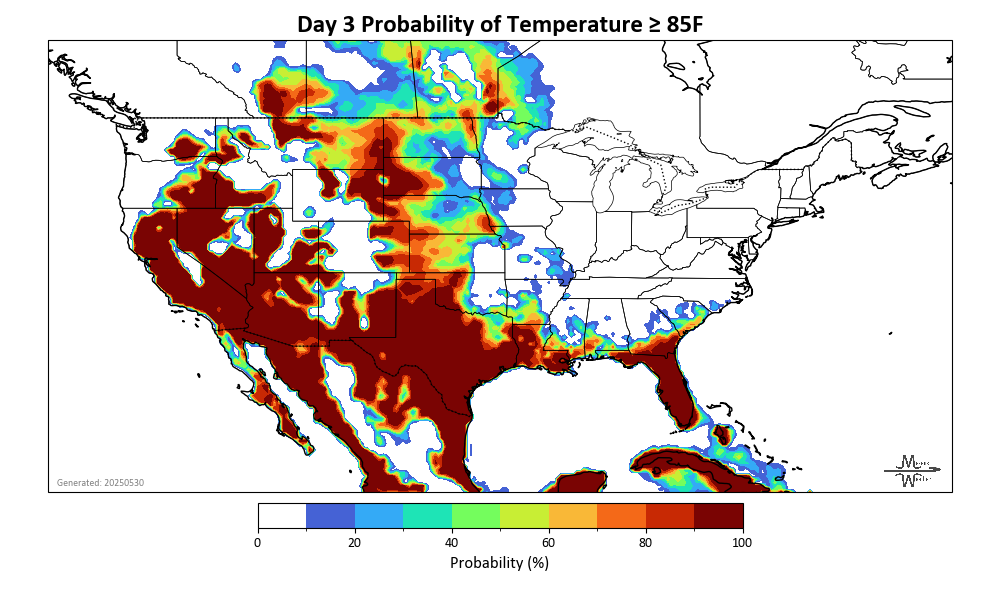 Day 3 Probability of Temperature ≥ 85F
Generated: 20250530
0 20 40 60 80 100
Probability (%)